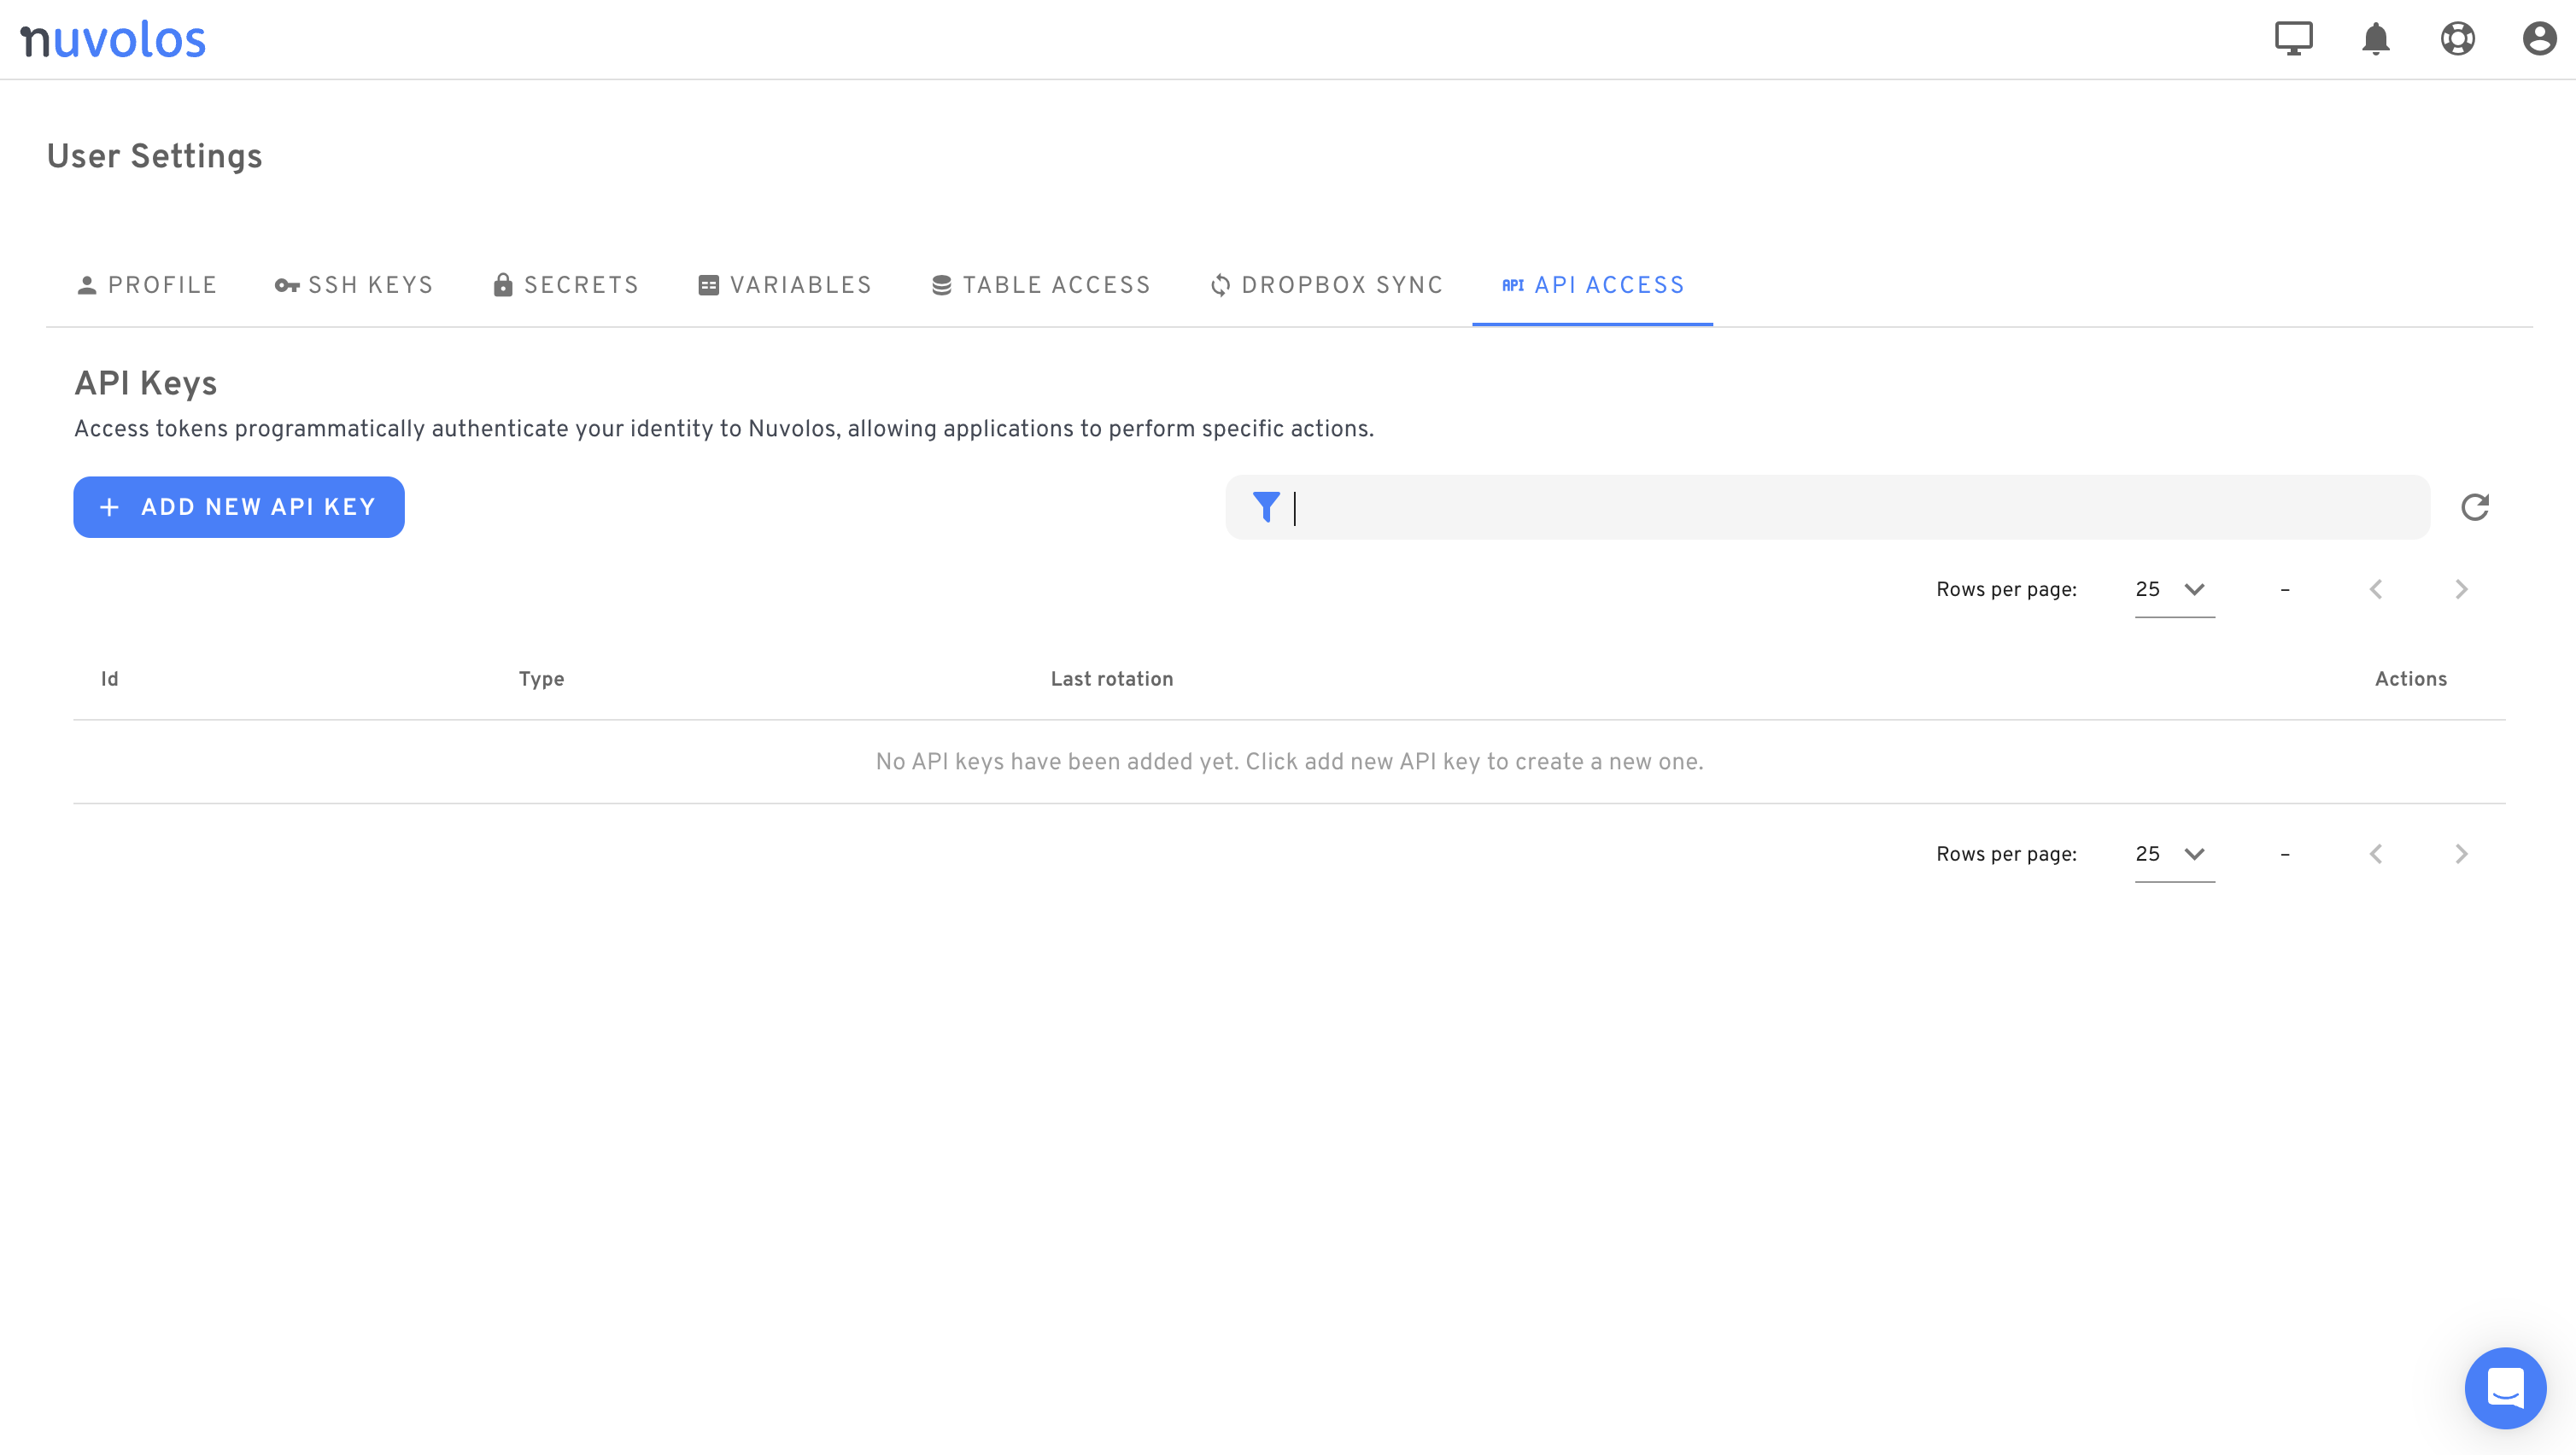 nuvolos
User Settings
PROFILE SSH KEYS SECRETS VARIABLES TABLE ACCESS DROPBOX SYNC API API ACCESS
API Keys
Access tokens programmatically authenticate your identity to Nuvolos, allowing applications to perform specific actions.
+ ADD NEW API KEY
Rows per page: 25 –
Id Type Last rotation Actions
No API keys have been added yet. Click add new API key to create a new one.
Rows per page: 25 –